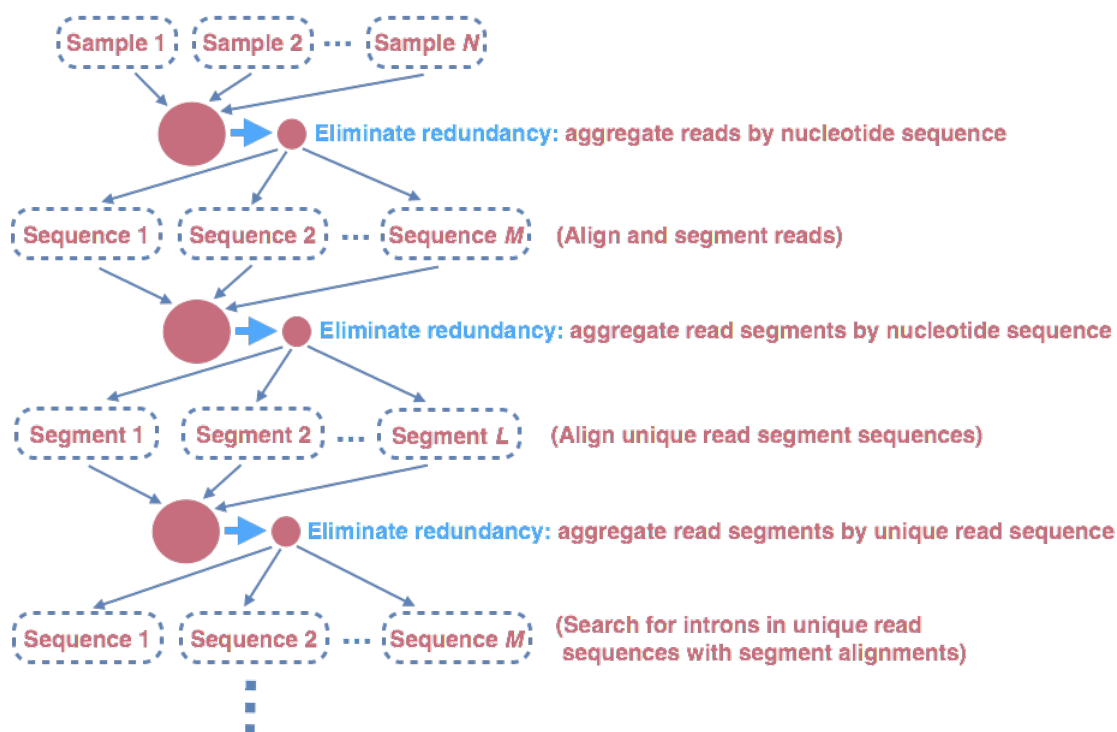 Sample 1 Sample 2 ... Sample N
Eliminate redundancy: aggregate reads by nucleotide sequence
Sequence 1 Sequence 2 ... Sequence M (Align and segment reads)
Eliminate redundancy: aggregate read segments by nucleotide sequence
Segment 1 Segment 2 ... Segment L (Align unique read segment sequences)
Eliminate redundancy: aggregate read segments by unique read sequence
Sequence 1 Sequence 2 ... Sequence M (Search for introns in unique read
sequences with segment alignments)